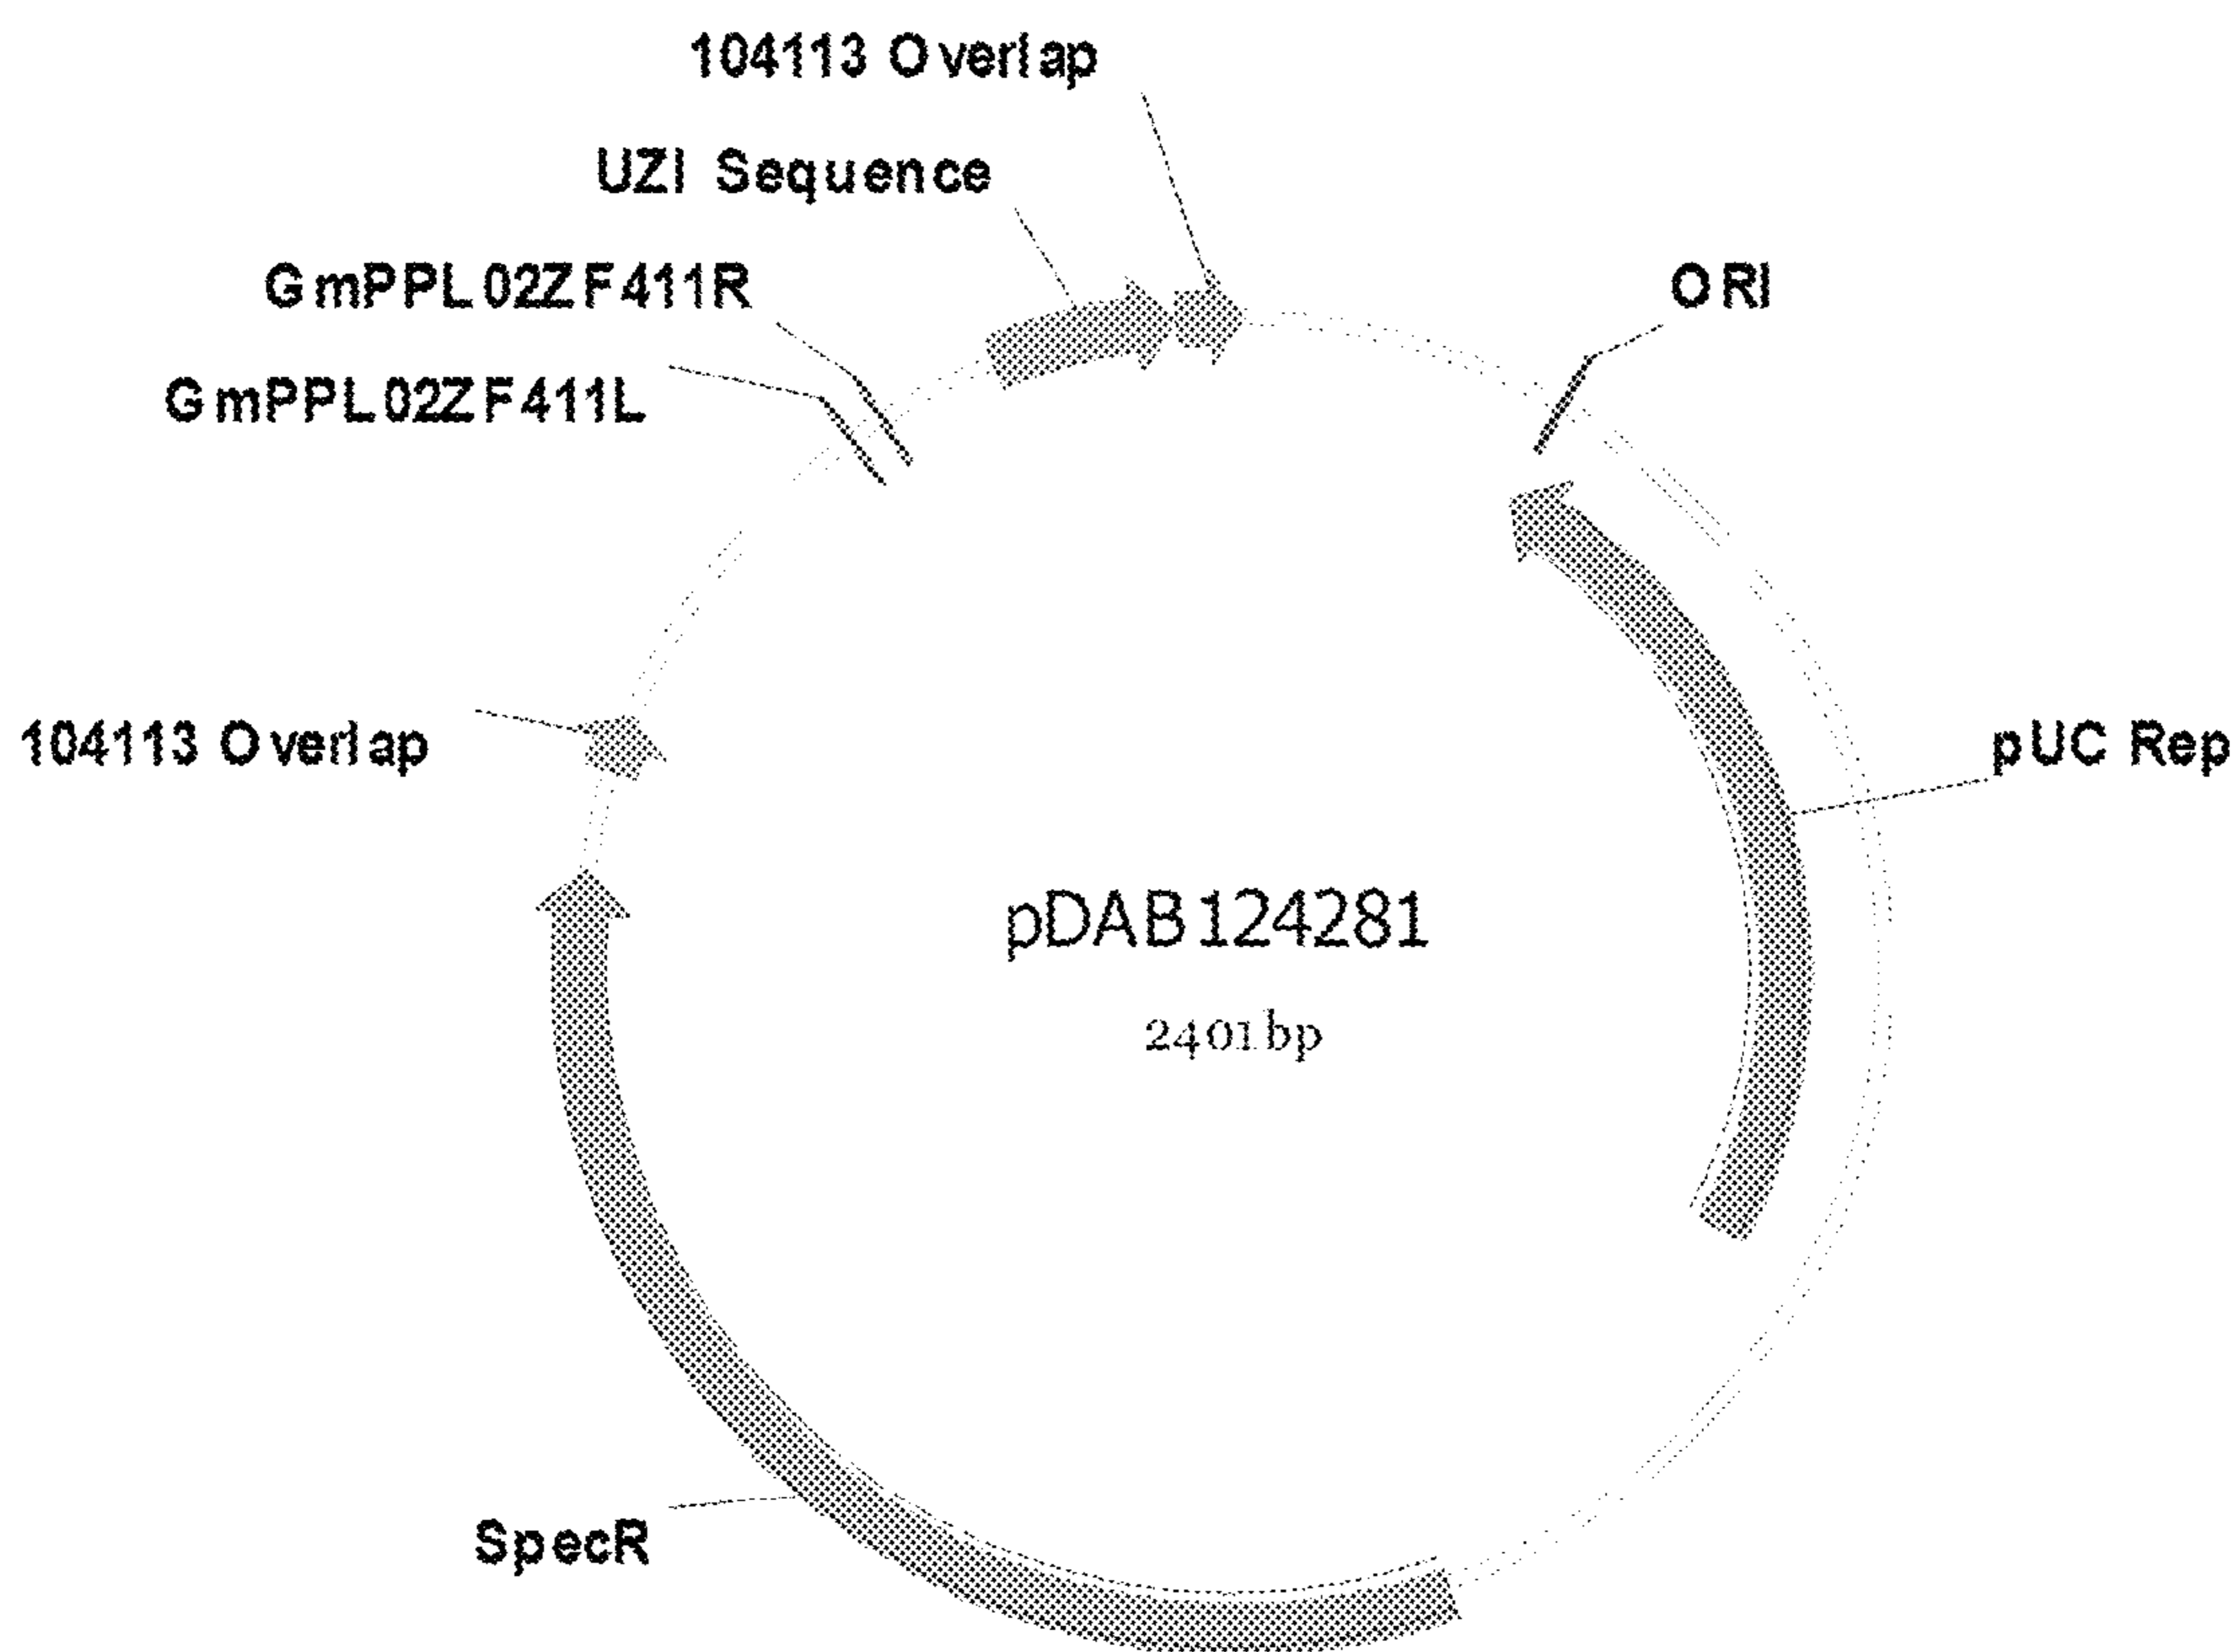 104113 Overlap
UZI Sequence
GmPPL02ZF411R
ORI
GmPPL02ZF411L
104113 Overlap
pUC Rep
pDAB124281
2401bp
SpecR